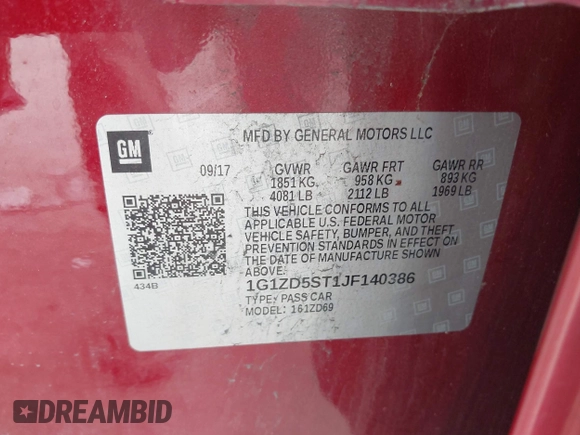 GM
MFD BY GENERAL MOTORS LLC
09/17 GVWR GAWR FRT GAWR RR
1851 KG 958 KG 893 KG
4081 LB 2112 LB 1969 LB
THIS VEHICLE CONFORMS TO ALL
APPLICABLE U.S. FEDERAL MOTOR
VEHICLE SAFETY, BUMPER, AND THEFT
PREVENTION STANDARDS IN EFFECT ON
THE DATE OF MANUFACTURE SHOWN
ABOVE.
434B
1G1ZD5ST1JF140386
TYPE: PASS CAR
MODEL: 161ZD69
DREAMBID